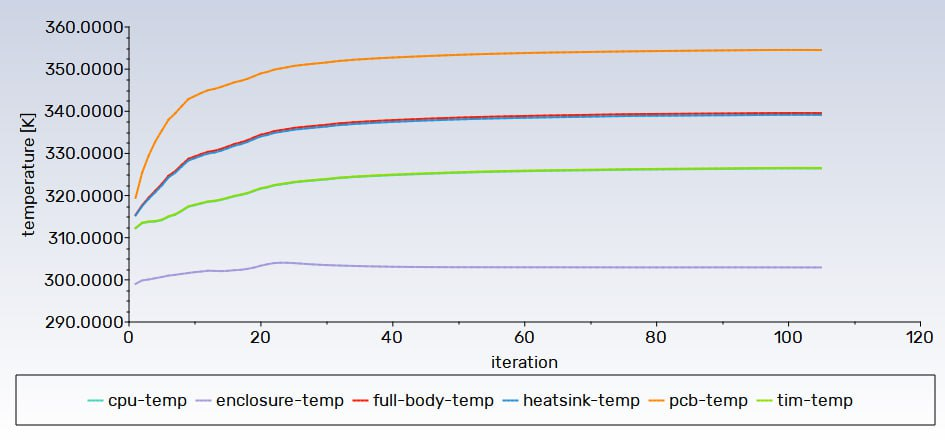 360.0000
350.0000
340.0000
330.0000
320.0000
310.0000
300.0000
290.0000
temperature [K]
0 20 40 60 80 100 120
iteration
cpu-temp enclosure-temp full-body-temp heatsink-temp pcb-temp tim-temp